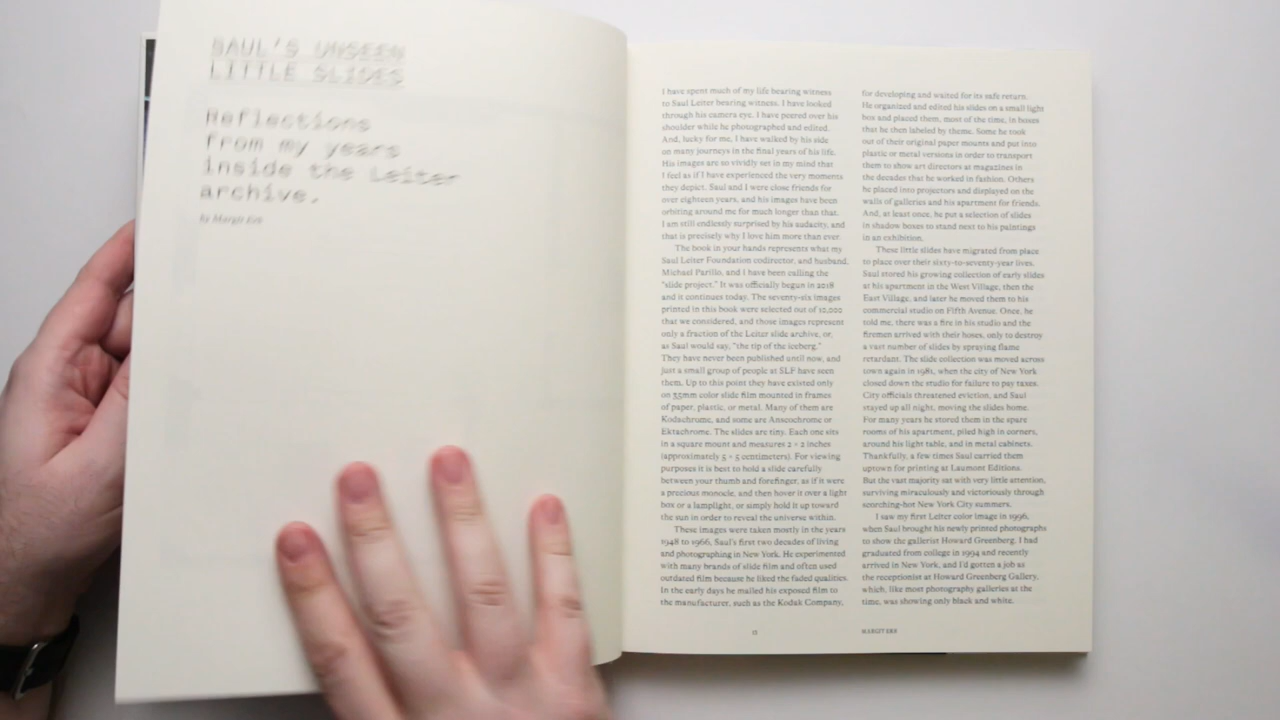 SAUL'S UNSEEN
LITTLE SLIDES
Reflections
from my years
inside the Leiter
archive.
by Margit Erb
I have spent much of my life bearing witness
to Saul Leiter bearing witness. I have looked
through his camera eye. I have peered over his
shoulder while he photographed and edited.
And, lucky for me, I have walked by his side
on many journeys in the final years of his life.
His images are so vividly set in my mind that
I feel as if I have experienced the very moments
they depict. Saul and I were close friends for
over eighteen years, and his images have been
orbiting around me for much longer than that.
I am still endlessly surprised by his audacity, and
that is precisely why I love him more than ever.
The book in your hands represents what my
Saul Leiter Foundation codirector, and husband,
Michael Parillo, and I have been calling the
"slide project." It was officially begun in 2018
and it continues today. The seventy-six images
printed in this book were selected out of 10,000
that we considered, and those images represent
only a fraction of the Leiter slide archive, or,
as Saul would say, "the tip of the iceberg."
They have never been published until now, and
just a small group of people at SLF have seen
them. Up to this point they have existed only
on 35mm color slide film mounted in frames
of paper, plastic, or metal. Many of them are
Kodachrome, and some are Anscochrome or
Ektachrome. The slides are tiny. Each one sits
in a square mount and measures 2 × 2 inches
(approximately 5 × 5 centimeters). For viewing
purposes it is best to hold a slide carefully
between your thumb and forefinger, as if it were
a precious monocle, and then hover it over a light
box or a lamplight, or simply hold it up toward
the sun in order to reveal the universe within.
These images were taken mostly in the years
1948 to 1966, Saul's first two decades of living
and photographing in New York. He experimented
with many brands of slide film and often used
outdated film because he liked the faded qualities.
In the early days he mailed his exposed film to
the manufacturer, such as the Kodak Company,
for developing and waited for its safe return.
He organized and edited his slides on a small light
box and placed them, most of the time, in boxes
that he then labeled by theme. Some he took
out of their original paper mounts and put into
plastic or metal versions in order to transport
them to show art directors at magazines in
the decades that he worked in fashion. Others
he placed into projectors and displayed on the
walls of galleries and his apartment for friends.
And, at least once, he put a selection of slides
in shadow boxes to stand next to his paintings
in an exhibition.
These little slides have migrated from place
to place over their sixty-to-seventy-year lives.
Saul stored his growing collection of early slides
at his apartment in the West Village, then the
East Village, and later he moved them to his
commercial studio on Fifth Avenue. Once, he
told me, there was a fire in his studio and the
firemen arrived with their hoses, only to destroy
a vast number of slides by spraying flame
retardant. The slide collection was moved across
town again in 1981, when the city of New York
closed down the studio for failure to pay taxes.
City officials threatened eviction, and Saul
stayed up all night, moving the slides home.
For many years he stored them in the spare
rooms of his apartment, piled high in corners,
around his light table, and in metal cabinets.
Thankfully, a few times Saul carried them
uptown for printing at Laumont Editions.
But the vast majority sat with very little attention,
surviving miraculously and victoriously through
scorching-hot New York City summers.
I saw my first Leiter color image in 1996,
when Saul brought his newly printed photographs
to show the gallerist Howard Greenberg. I had
graduated from college in 1994 and recently
arrived in New York, and I'd gotten a job as
the receptionist at Howard Greenberg Gallery,
which, like most photography galleries at the
time, was showing only black and white.
MARGIT ERB